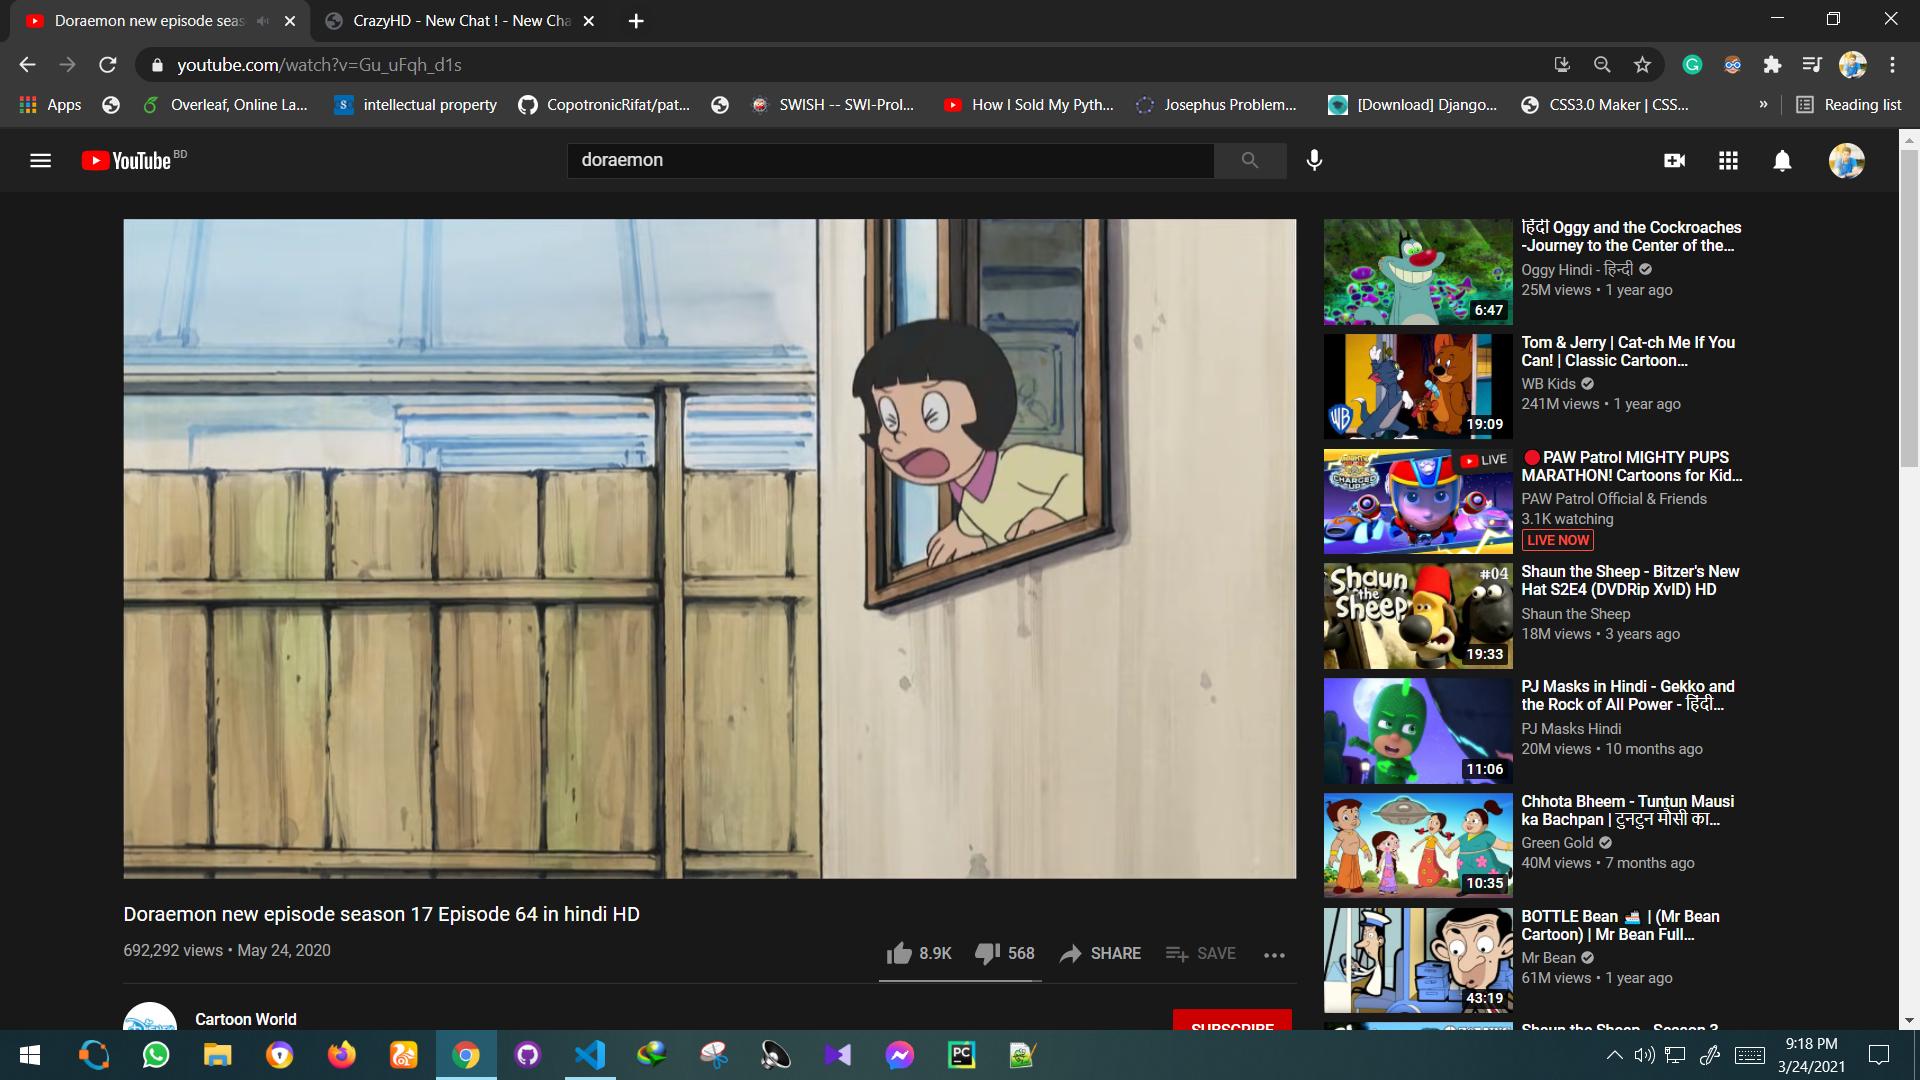 Doraemon new episode seas
CrazyHD - New Chat ! - New Cha
youtube.com/watch?v=Gu_uFqh_d1s
Apps
Overleaf, Online La...
intellectual property
CopotronicRifat/pat...
SWISH -- SWI-Prol...
How I Sold My Pyth...
Josephus Problem...
[Download] Django...
CSS3.0 Maker | CSS...
»
Reading list
YouTube BD
doraemon
हिंदी Oggy and the Cockroaches
-Journey to the Center of the...
Oggy Hindi - हिन्दी
25M views • 1 year ago
6:47
Tom & Jerry | Cat-ch Me If You
Can! | Classic Cartoon...
WB Kids
241M views • 1 year ago
WB
19:09
PAW Patrol MIGHTY PUPS
MARATHON! Cartoons for Kid...
PAW Patrol Official & Friends
3.1K watching
LIVE NOW
LIVE
CHARGED UP
Shaun the Sheep - Bitzer's New
Hat S2E4 (DVDRip XvID) HD
Shaun the Sheep
18M views • 3 years ago
Shaun
the
Sheep
#04
19:33
PJ Masks in Hindi - Gekko and
the Rock of All Power - हिंदी...
PJ Masks Hindi
20M views • 10 months ago
11:06
Chhota Bheem - Tuntun Mausi
ka Bachpan | टुनटुन मौसी का...
Green Gold
40M views • 7 months ago
10:35
BOTTLE Bean 🚢 | (Mr Bean
Cartoon) | Mr Bean Full...
Mr Bean
61M views • 1 year ago
43:19
Shaun the Sheep - Season 3
Doraemon new episode season 17 Episode 64 in hindi HD
692,292 views • May 24, 2020
8.9K
568
SHARE
SAVE
Cartoon World
SUBSCRIBE
PC
9:18 PM
3/24/2021